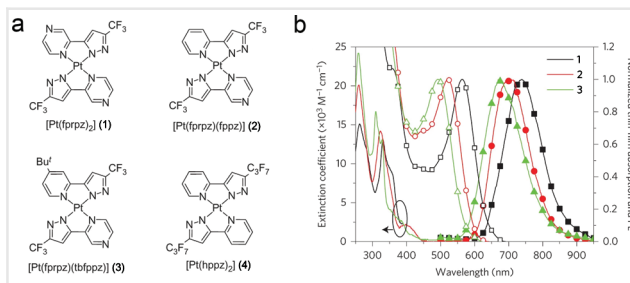 a
b
N
CF3
N
CF3
N
N
N
N
N
N
N
N
Pt
Pt
N
N
N
N
N
N
CF3
N
CF3
N
[Pt(fprpz)2] (1)
[Pt(fprpz)(fppz)] (2)
But
CF3
C3F7
N
N
N
N
N
N
Pt
Pt
N
N
N
N
N
N
CF3
N
C3F7
[Pt(fprpz)(tbfppz)] (3)
[Pt(hppz)2] (4)
Extinction coefficient (×10³ M⁻¹ cm⁻¹)
25
20
15
10
5
0
300 400 500 600 700 800 900
Wavelength (nm)
1
2
3
1.2
1.0
0.8
0.6
0.4
0.2
0.0